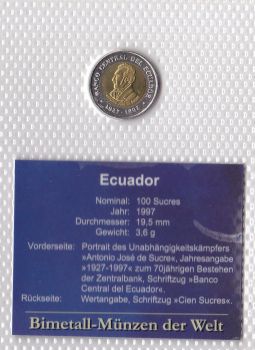 BANCO CENTRAL DEL ECUADOR
1927-1997
Ecuador
Nominal: 100 Sucres
Jahr: 1997
Durchmesser: 19,5 mm
Gewicht: 3,6 g
Vorderseite: Portrait des Unabhängigkeitskämpfers
»Antonio José de Sucre«, Jahresangabe
"1927-1997« zum 70jährigen Bestehen
der Zentralbank, Schriftzug »Banco
Central del Ecuador«.
Rückseite: Wertangabe, Schriftzug »Cien Sucres«.
Bimetall-Münzen der Welt